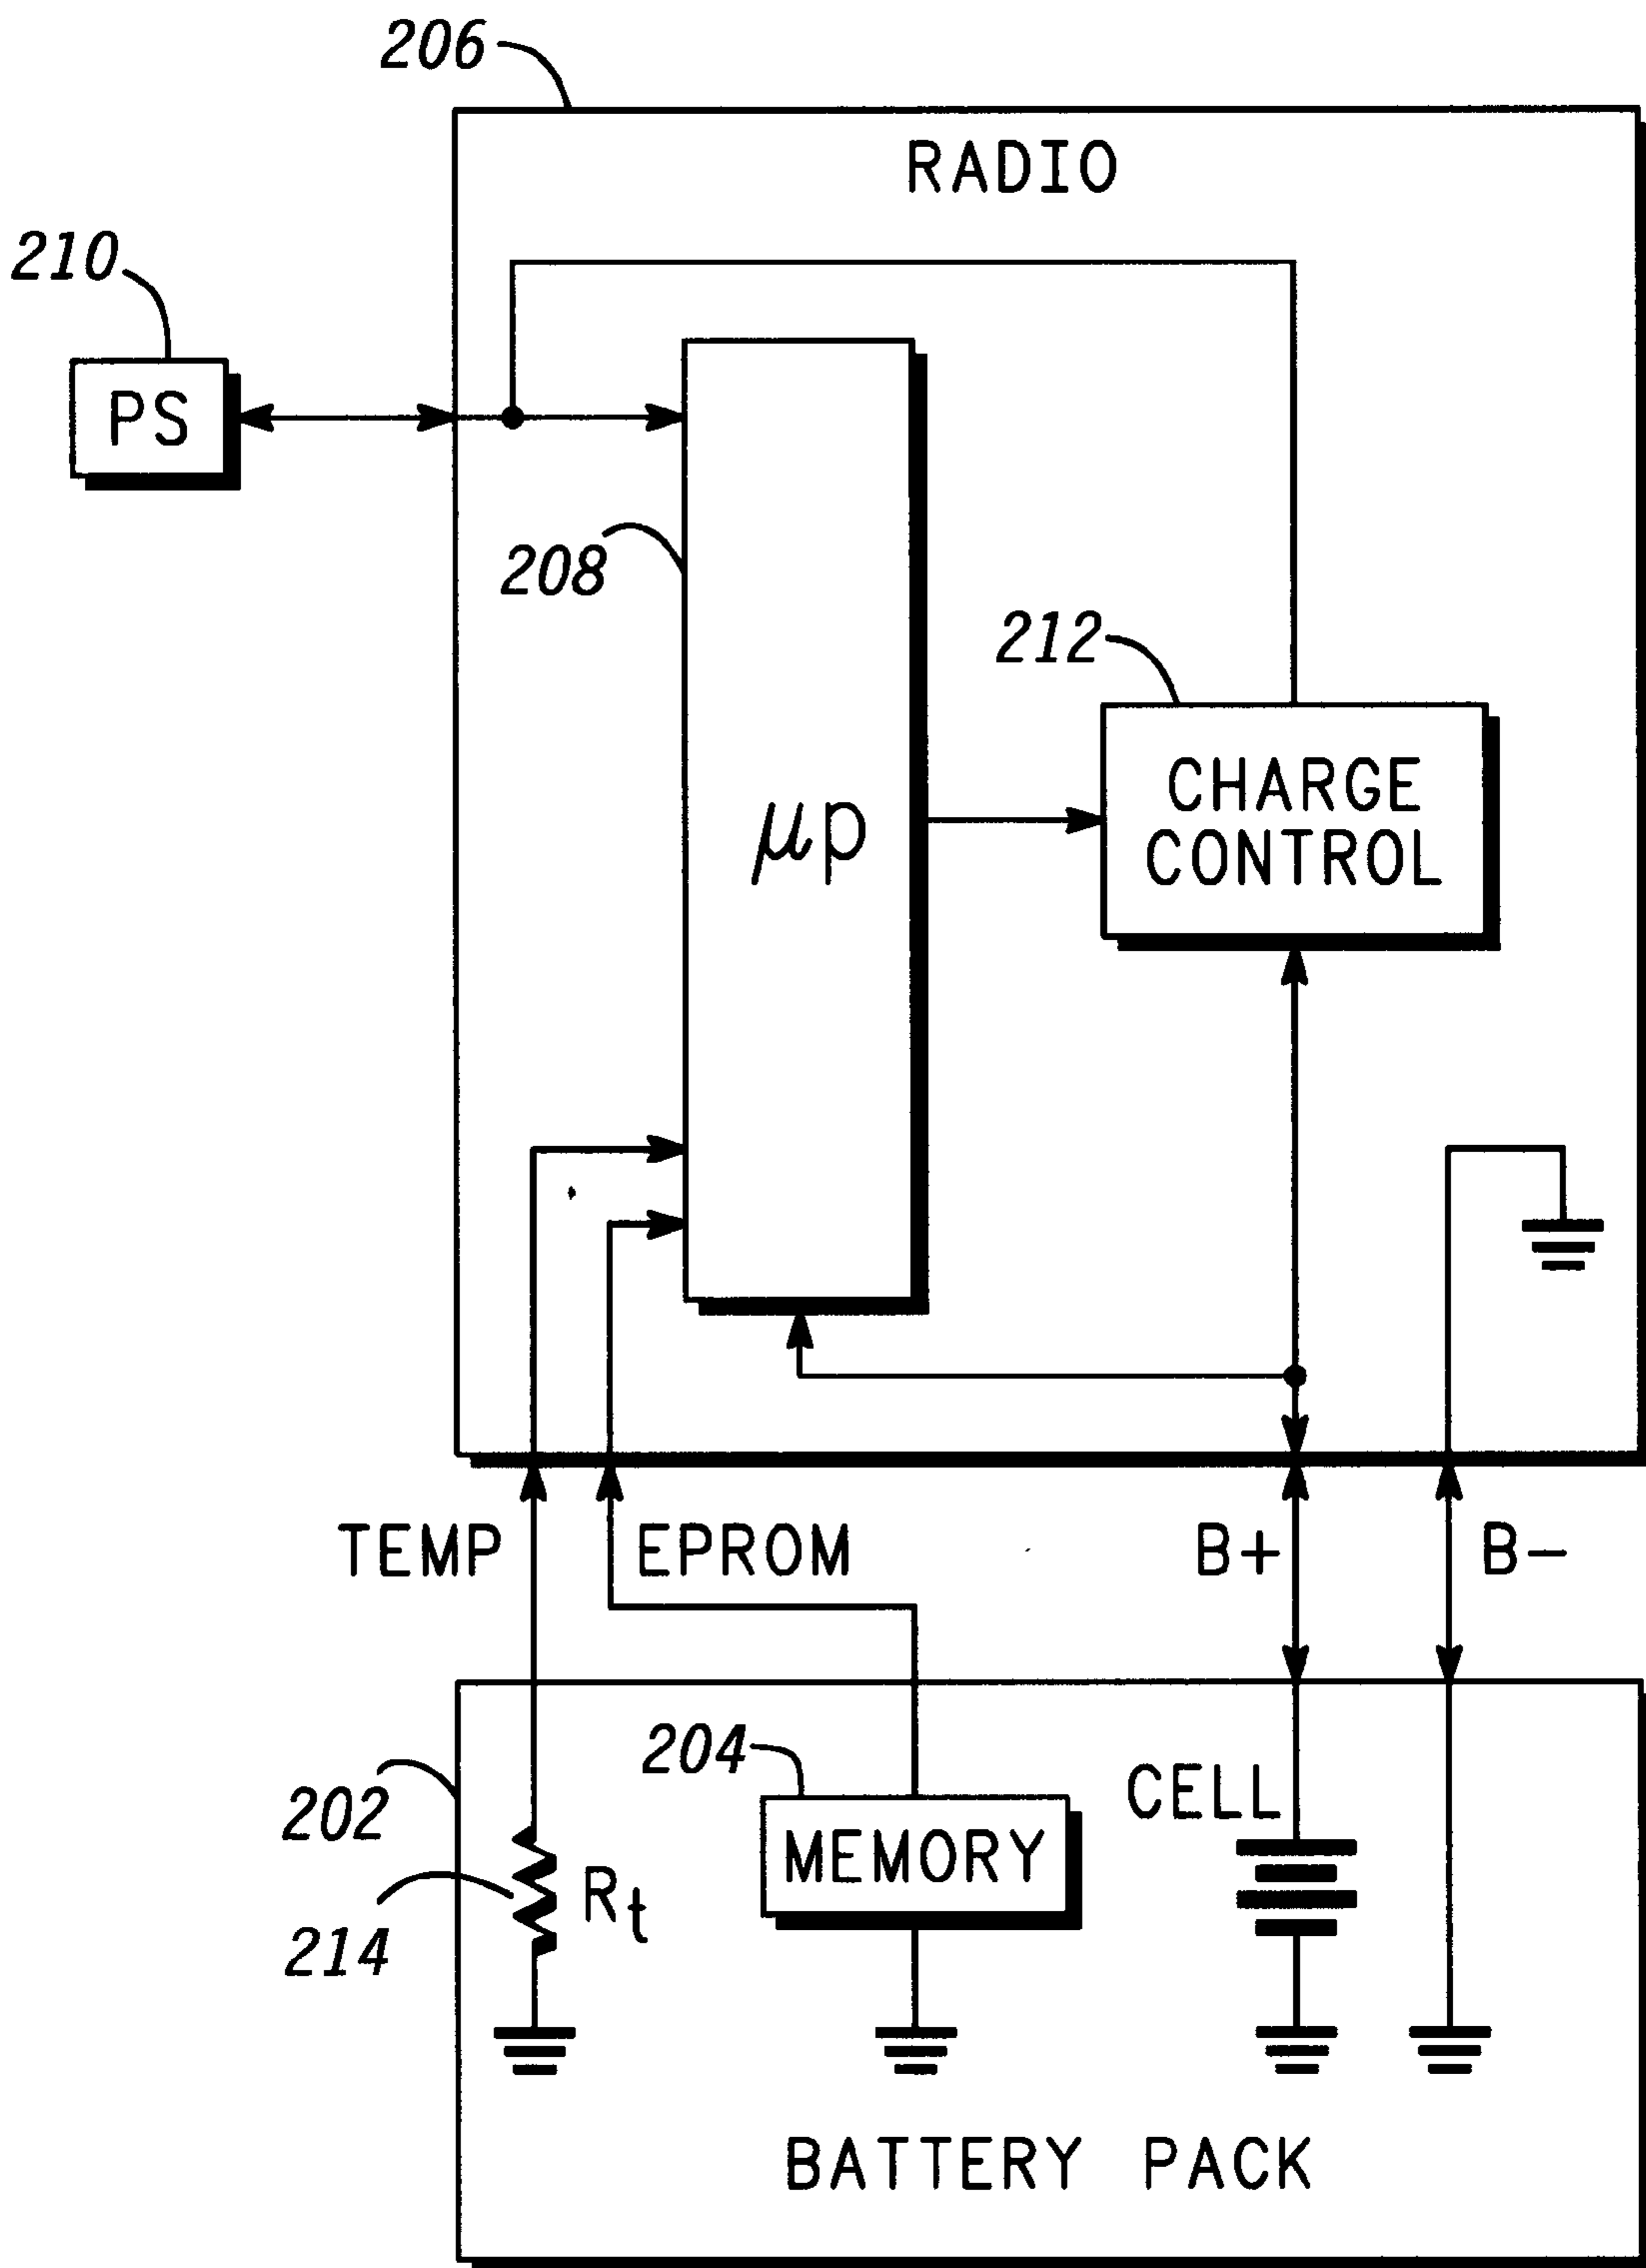 206
RADIO
210
PS
208
212
CHARGE
CONTROL
μp
TEMP
EPROM
B+
B-
204
202
CELL
MEMORY
Rt
214
BATTERY PACK